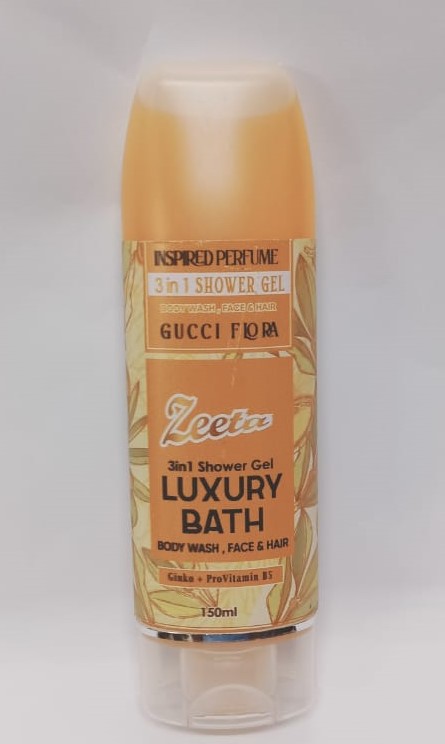 INSPIRED PERFUME
3 in 1 SHOWER GEL
BODY WASH , FACE & HAIR
GUCCI FLORA
Zeeta
3in1 Shower Gel
LUXURY
BATH
BODY WASH , FACE & HAIR
Ginko + ProVitamin B5
150ml